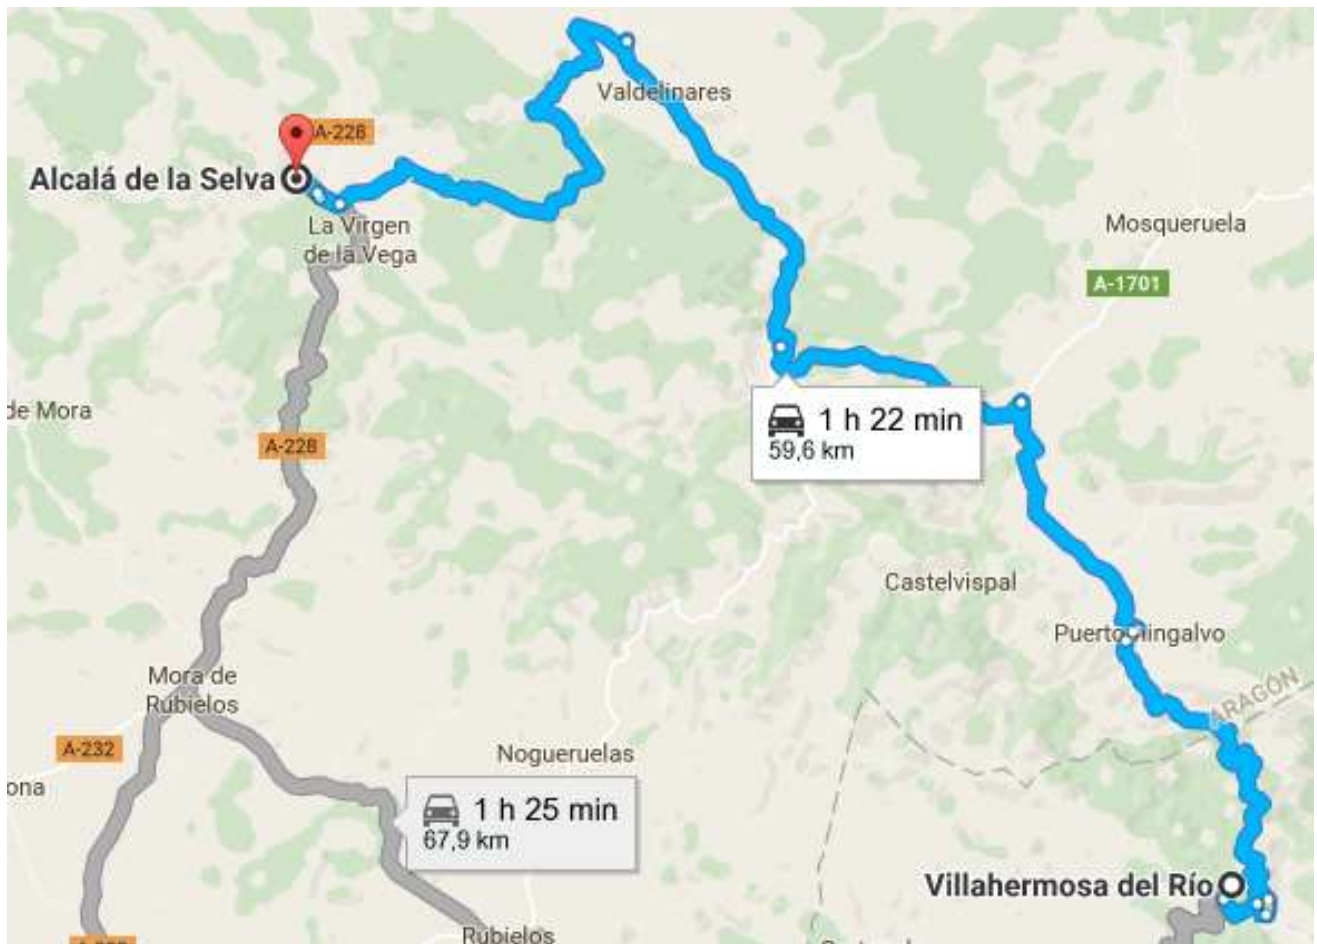 Valdelinares
A-228
Alcalá de la Selva
La Virgen
de la Vega
Mosqueruela
A-1701
de Mora
1 h 22 min
59,6 km
A-228
Castelvispal
Mora de
Rubielos
ARAGÓN
A-232
Nogueruelas
ona
1 h 25 min
67,9 km
Villahermosa del Río
Rubielos